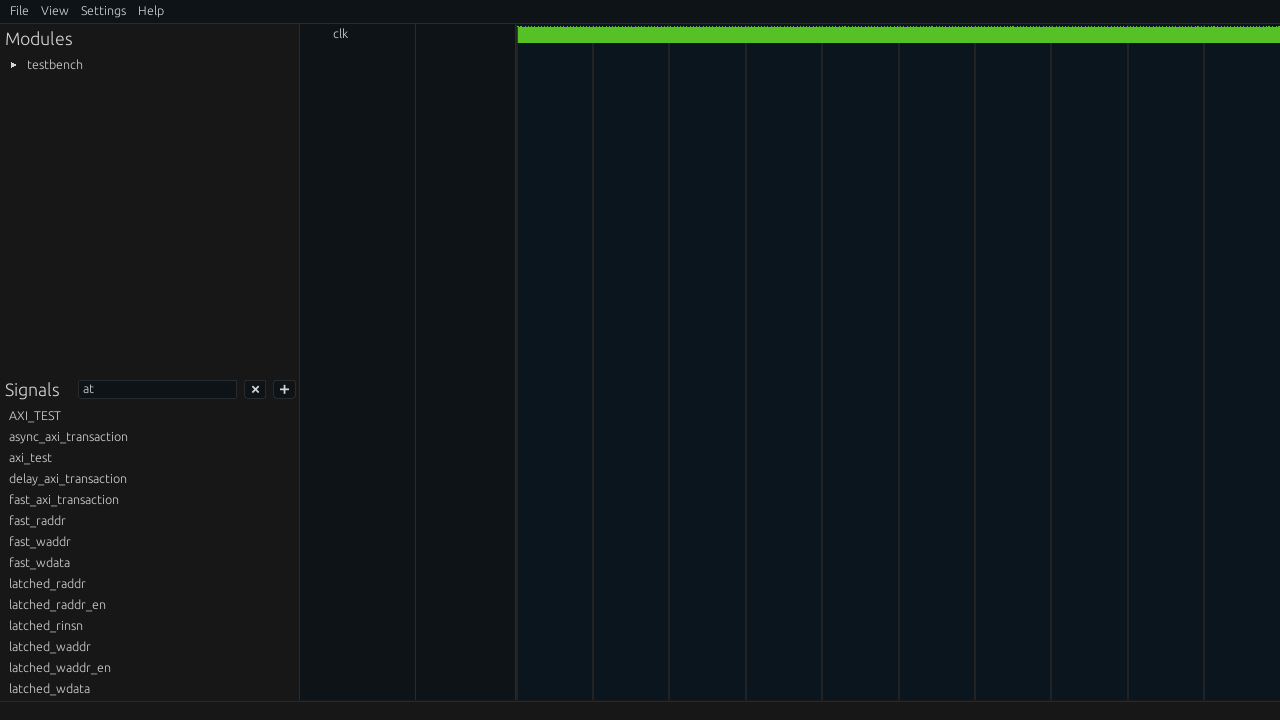 File View Settings Help
Modules
testbench
clk
Signals at
AXI_TEST
async_axi_transaction
axi_test
delay_axi_transaction
fast_axi_transaction
fast_raddr
fast_waddr
fast_wdata
latched_raddr
latched_raddr_en
latched_rinsn
latched_waddr
latched_waddr_en
latched_wdata